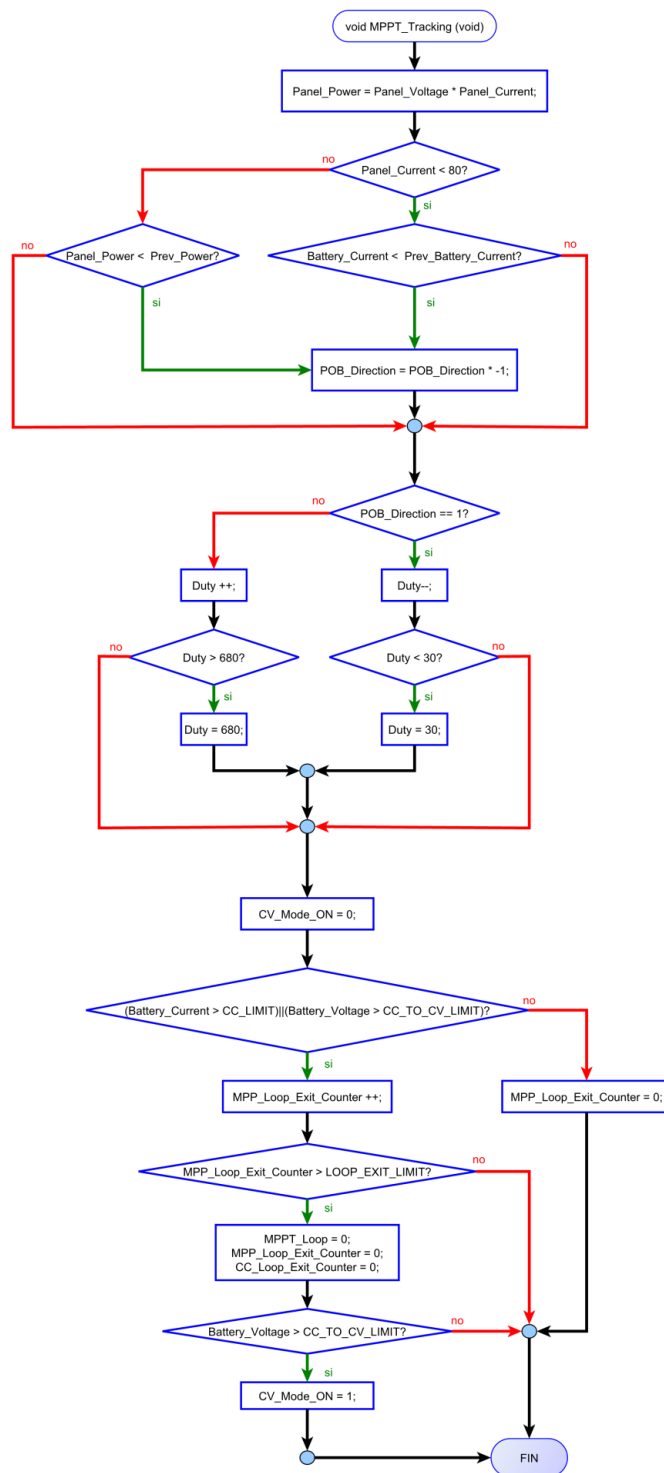 void MPPT_Tracking (void)
Panel_Power = Panel_Voltage * Panel_Current;
Panel_Current < 80?
no
si
Panel_Power <  Prev_Power?
no
si
Battery_Current <  Prev_Battery_Current?
no
si
POB_Direction = POB_Direction * -1;
POB_Direction == 1?
no
si
Duty ++;
Duty--;
Duty > 680?
no
si
Duty < 30?
no
si
Duty = 680;
Duty = 30;
CV_Mode_ON = 0;
(Battery_Current > CC_LIMIT)||(Battery_Voltage > CC_TO_CV_LIMIT)?
no
si
MPP_Loop_Exit_Counter ++;
MPP_Loop_Exit_Counter = 0;
MPP_Loop_Exit_Counter > LOOP_EXIT_LIMIT?
no
si
MPPT_Loop = 0;
MPP_Loop_Exit_Counter = 0;
CC_Loop_Exit_Counter = 0;
Battery_Voltage > CC_TO_CV_LIMIT?
no
si
CV_Mode_ON = 1;
FIN